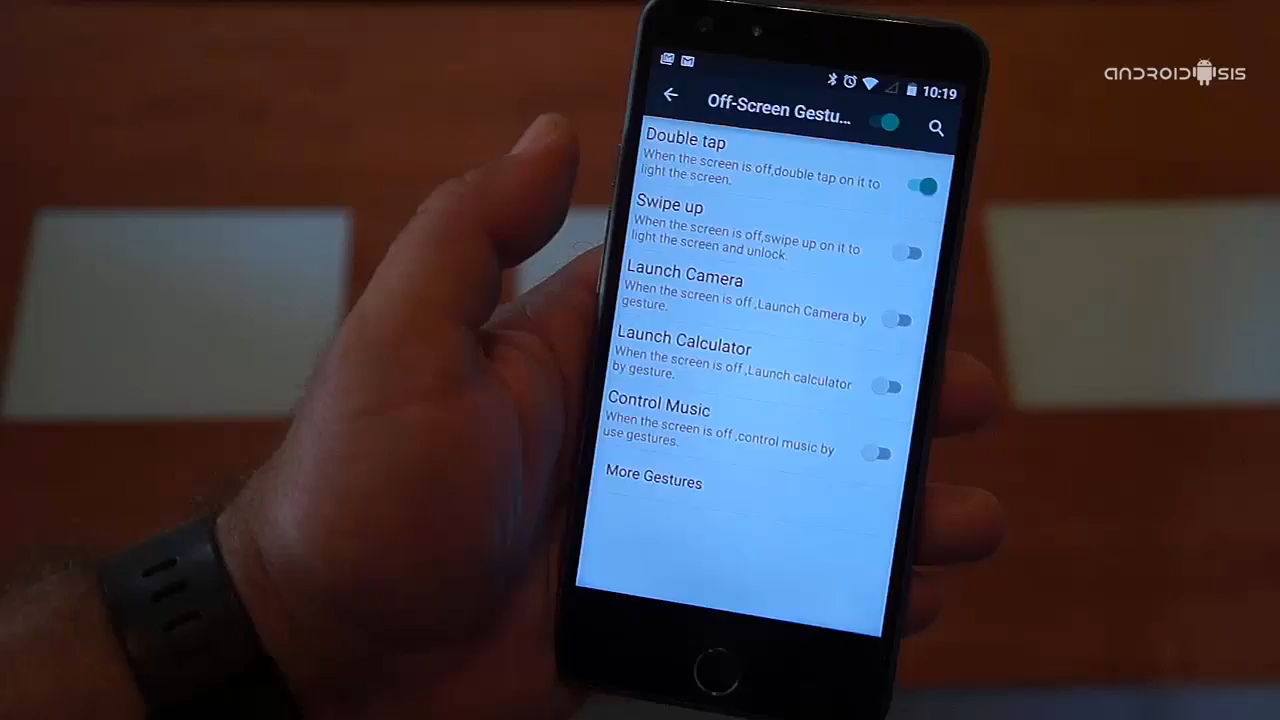 ANDROIDSIS
10:19
Off-Screen Gestu...
Double tap
When the screen is off,double tap on it to
light the screen.
Swipe up
When the screen is off,swipe up on it to
light the screen and unlock.
Launch Camera
When the screen is off ,Launch Camera by
gesture.
Launch Calculator
When the screen is off ,Launch calculator
by gesture.
Control Music
When the screen is off ,control music by
use gestures.
More Gestures